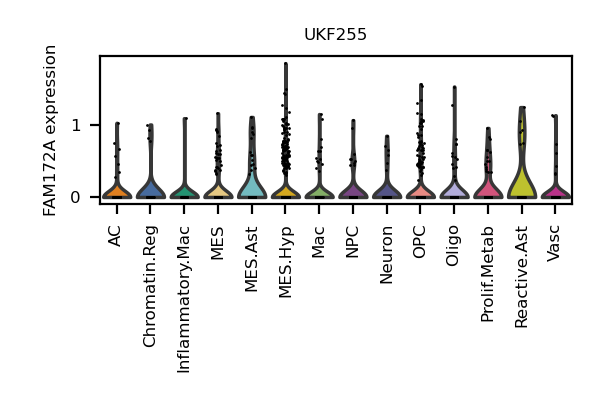 UKF255
FAM172A expression
1
0
AC
Chromatin.Reg
Inflammatory.Mac
MES
MES.Ast
MES.Hyp
Mac
NPC
Neuron
OPC
Oligo
Prolif.Metab
Reactive.Ast
Vasc